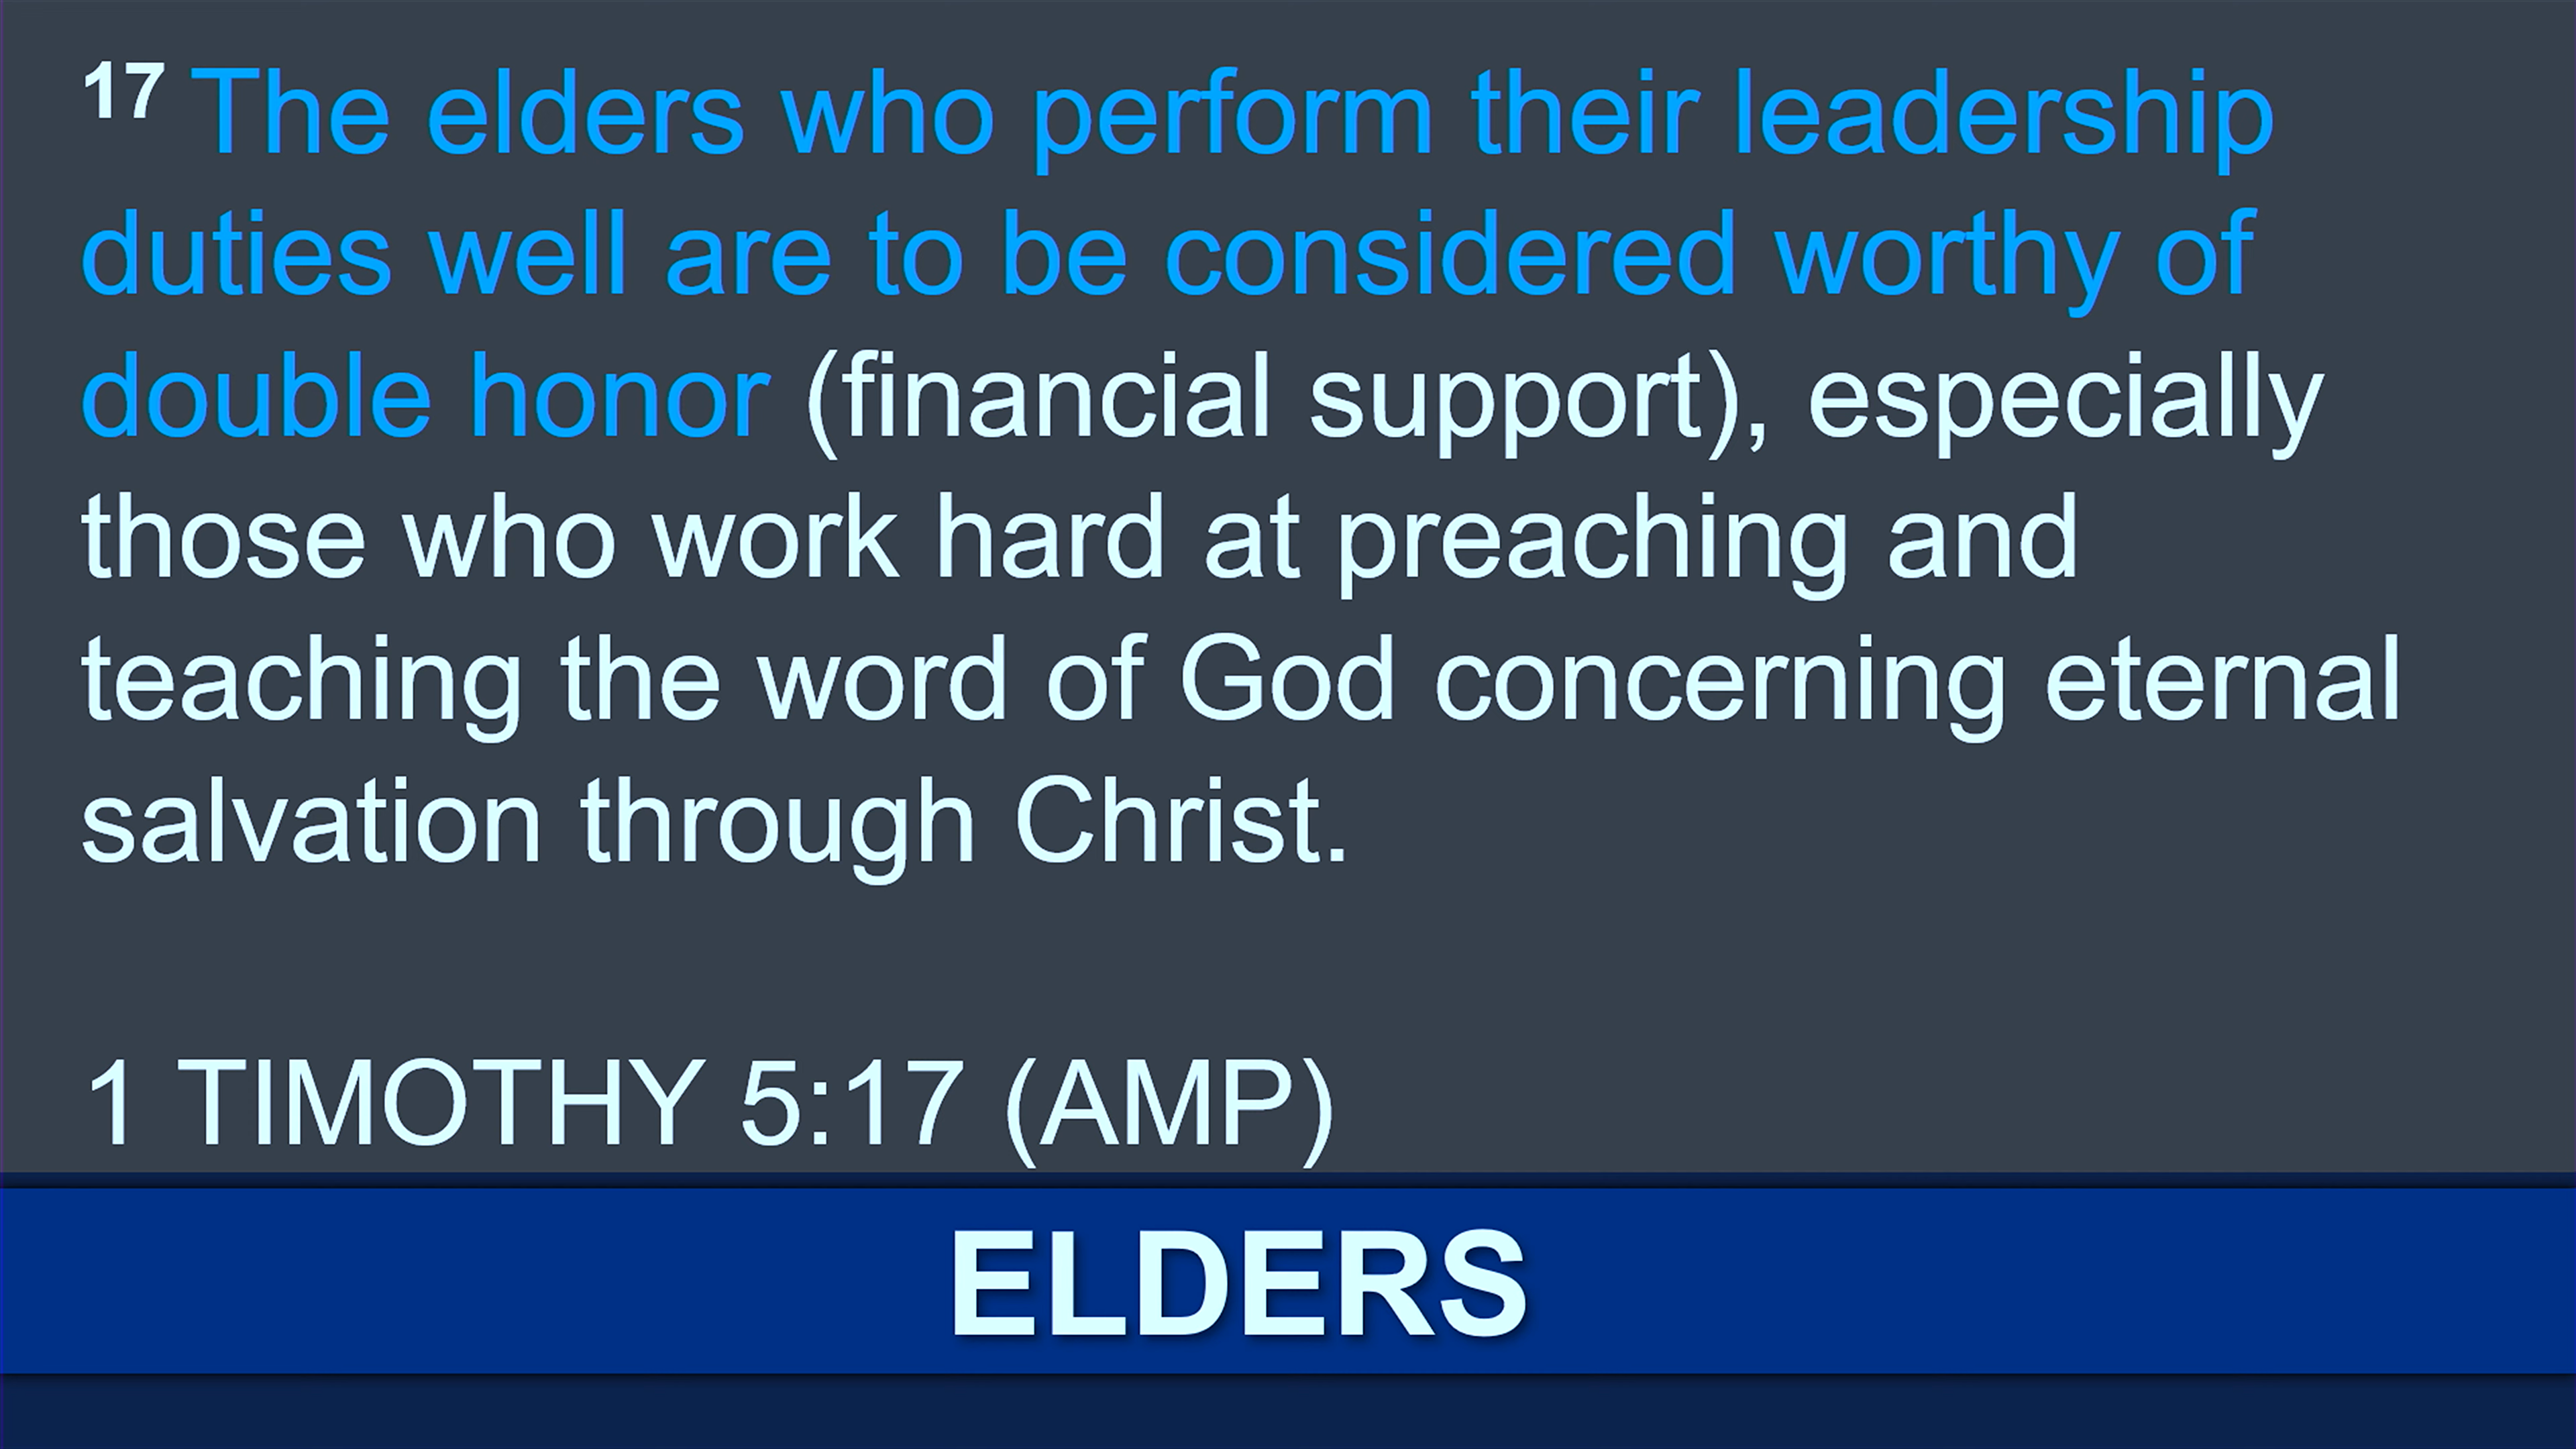 17 The elders who perform their leadership
duties well are to be considered worthy of
double honor (financial support), especially
those who work hard at preaching and
teaching the word of God concerning eternal
salvation through Christ.
1 TIMOTHY 5:17 (AMP)
ELDERS